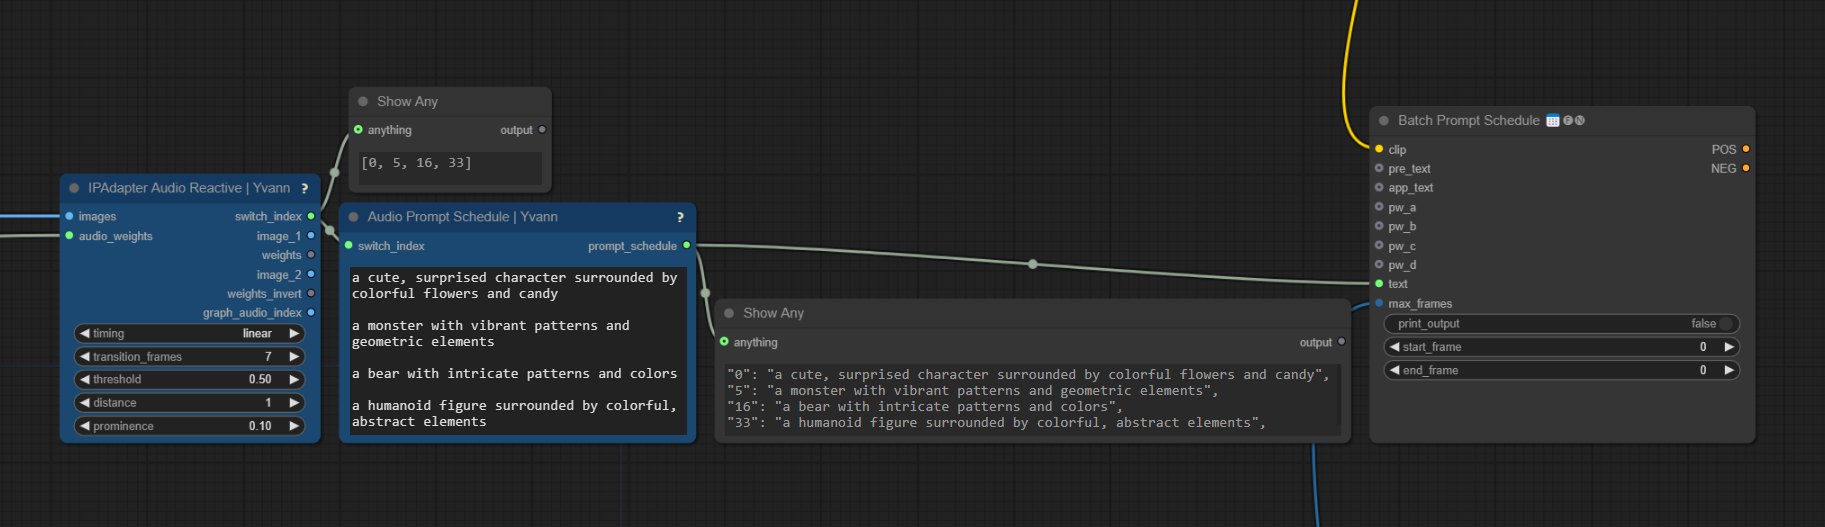 Show Any
anything output
[0, 5, 16, 33]
IPAdapter Audio Reactive | Yvann ?
images switch_index
audio_weights image_1
weights
image_2
weights_invert
graph_audio_index
timing linear
transition_frames 7
threshold 0.50
distance 1
prominence 0.10
Audio Prompt Schedule | Yvann ?
switch_index prompt_schedule
a cute, surprised character surrounded by
colorful flowers and candy
a monster with vibrant patterns and
geometric elements
a bear with intricate patterns and colors
a humanoid figure surrounded by colorful,
abstract elements
Show Any
anything output
"0": "a cute, surprised character surrounded by colorful flowers and candy",
"5": "a monster with vibrant patterns and geometric elements",
"16": "a bear with intricate patterns and colors",
"33": "a humanoid figure surrounded by colorful, abstract elements",
Batch Prompt Schedule 📅🅕🅝
clip POS
pre_text NEG
app_text
pw_a
pw_b
pw_c
pw_d
text
max_frames
print_output false
start_frame 0
end_frame 0